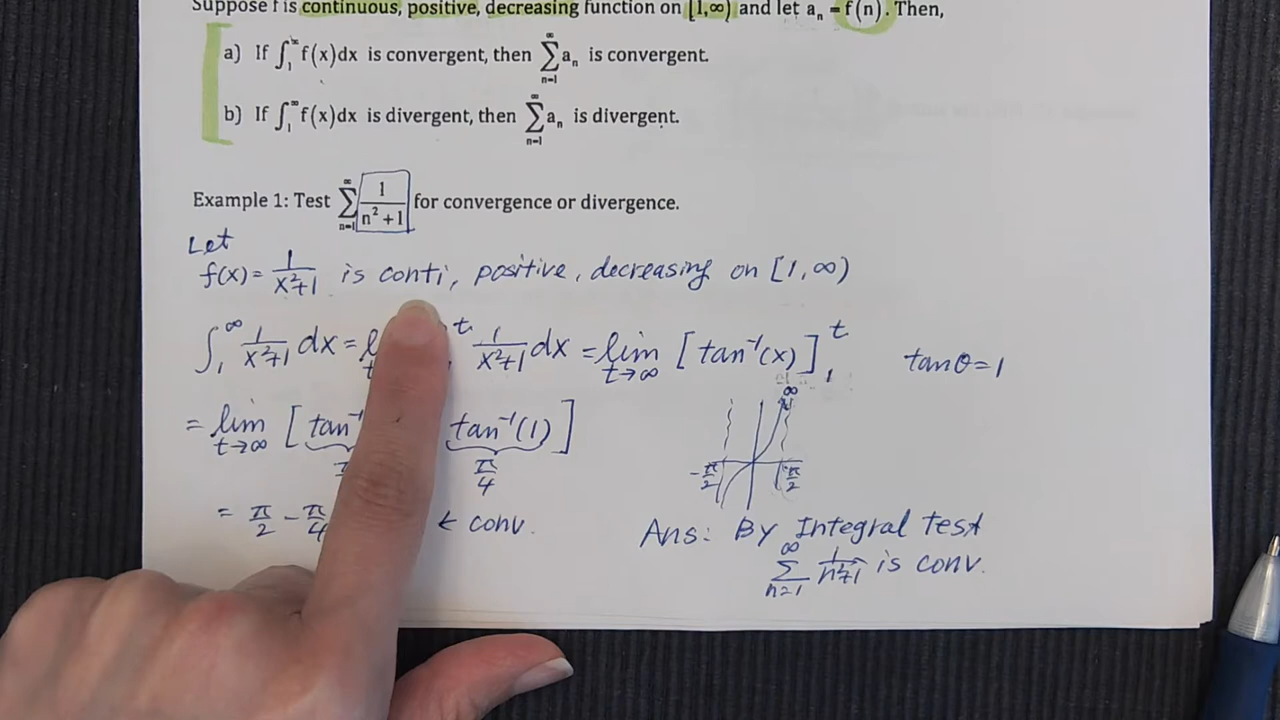 Suppose f is continuous, positive, decreasing function on [1,∞) and let aₙ = f(n). Then,
a) If ∫₁^∞ f(x)dx is convergent, then ∑_{n=1}^∞ aₙ is convergent.
b) If ∫₁^∞ f(x)dx is divergent, then ∑_{n=1}^∞ aₙ is divergent.
Example 1: Test ∑_{n=1}^∞ 1/(n²+1) for convergence or divergence.
Let
f(x) = 1/(x²+1) is conti, positive, decreasing on [1, ∞)
∫₁^∞ 1/(x²+1) dx = t 1/(x²+1) dx = lim_{t→∞} [tan⁻¹(x)]₁^t tanθ = 1
= lim_{t→∞} [tan⁻¹ tan⁻¹(1)]
π/4
∞
-π/2 π/2
= π/2 - π/4 ← conv.
Ans: By Integral test
∑_{n=1}^∞ 1/(n²+1) is conv.